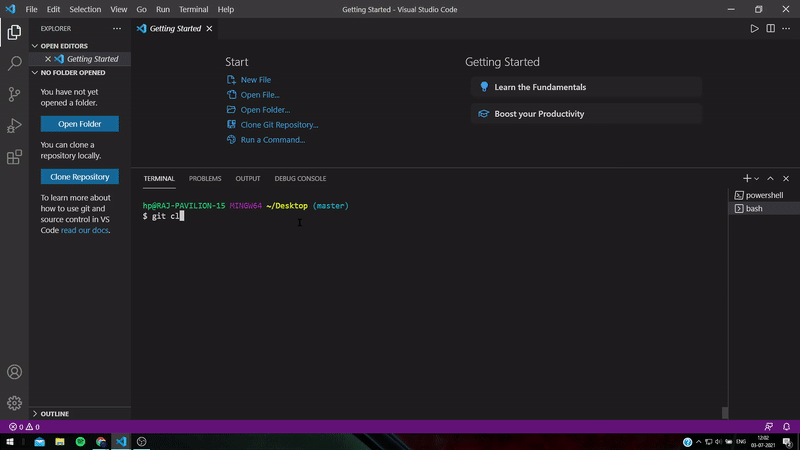 File Edit Selection View Go Run Terminal Help
Getting Started - Visual Studio Code
EXPLORER
OPEN EDITORS
Getting Started
NO FOLDER OPENED
You have not yet
opened a folder.
Open Folder
You can clone a
repository locally.
Clone Repository
To learn more about
how to use git and
source control in VS
Code read our docs.
OUTLINE
Getting Started
Start
New File
Open File...
Open Folder...
Clone Git Repository...
Run a Command...
Getting Started
Learn the Fundamentals
Boost your Productivity
TERMINAL PROBLEMS OUTPUT DEBUG CONSOLE
hp@RAJ-PAVILION-15 MINGW64 ~/Desktop (master)
$ git cl
powershell
bash
0 0
ENG
12:02
03-07-2021